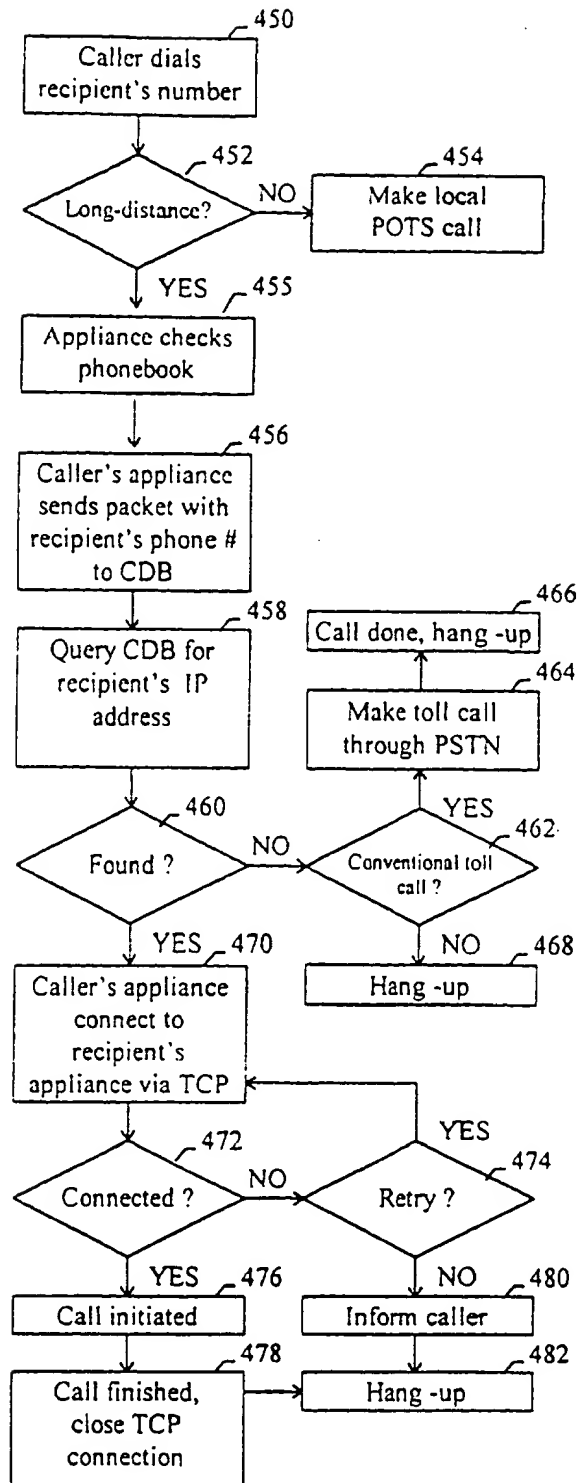 450
Caller dials
recipient's number
452
Long-distance?
NO
454
Make local
POTS call
YES
455
Appliance checks
phonebook
456
Caller's appliance
sends packet with
recipient's phone #
to CDB
458
Query CDB for
recipient's IP
address
466
Call done, hang -up
464
Make toll call
through PSTN
460
Found ?
NO
YES
462
Conventional toll
call ?
YES
470
NO
468
Hang -up
Caller's appliance
connect to
recipient's
appliance via TCP
472
Connected ?
NO
YES
474
Retry ?
YES
476
Call initiated
NO
480
Inform caller
478
Call finished,
close TCP
connection
482
Hang -up